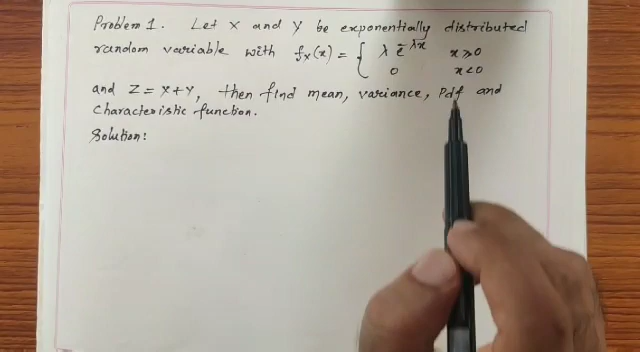 Problem 1. Let X and Y be exponentially distributed
random variable with fₓ(x) = { λ e^{-λx} x ≥ 0
0 x < 0
and Z = X+Y, then find mean, variance, pdf and
characteristic function.
Solution: